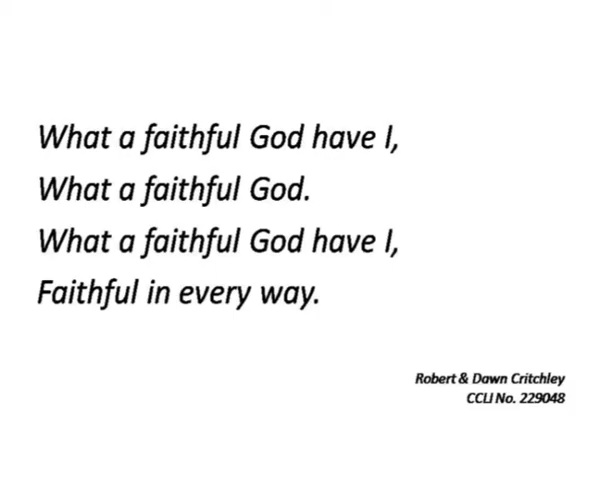 What a faithful God have I,
What a faithful God.
What a faithful God have I,
Faithful in every way.
Robert & Dawn Critchley
CCLI No. 229048